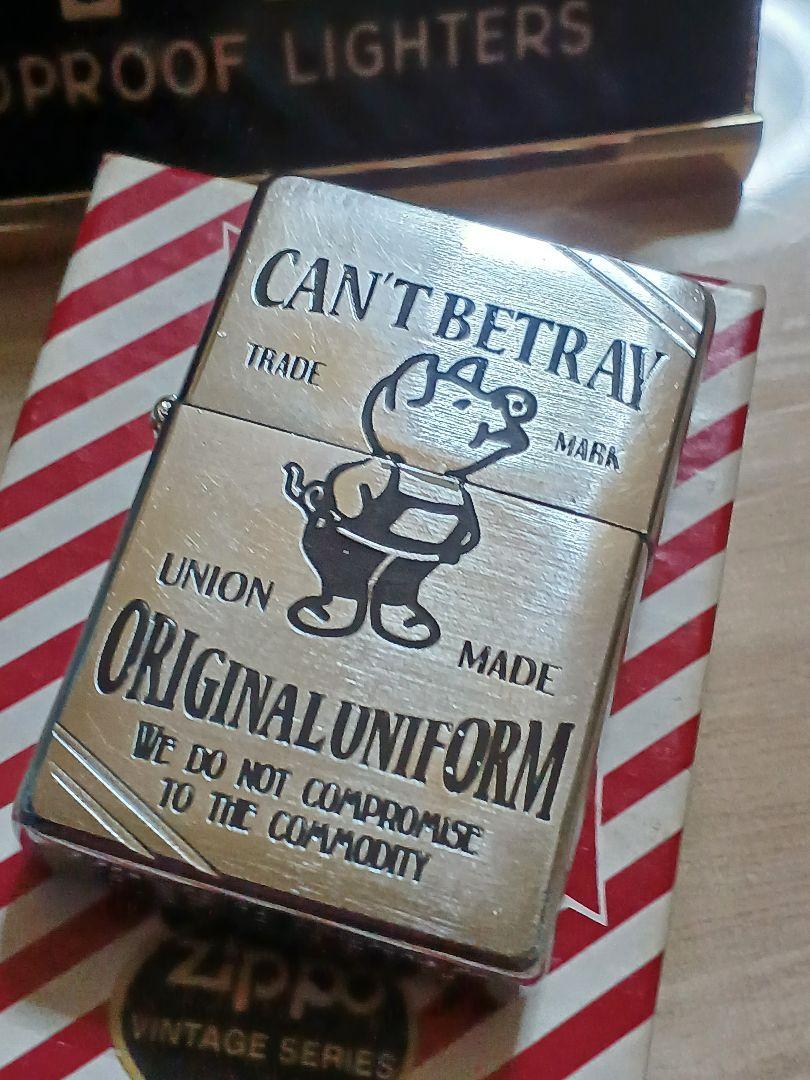 PROOF LIGHTERS
CAN'T BETRAY
TRADE
MARK
UNION
MADE
ORIGINAL UNIFORM
WE DO NOT COMPROMISE
TO THE COMMODITY
Zippo
VINTAGE SERIES